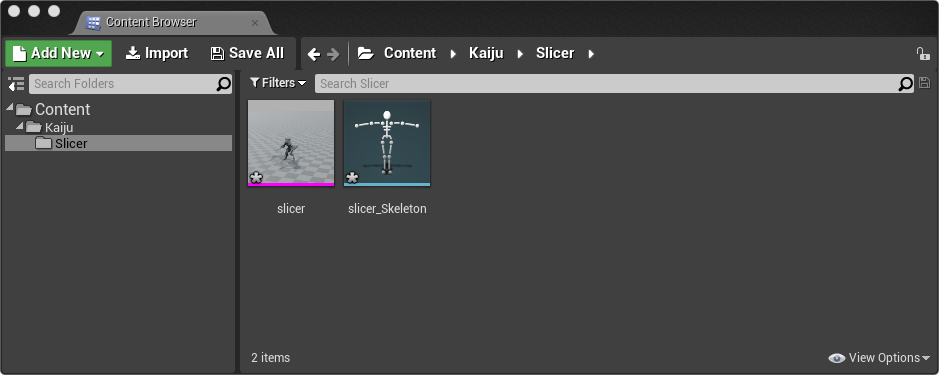 Content Browser
Add New Import Save All Content Kaiju Slicer
Search Folders Filters Search Slicer
Content
Kaiju
Slicer
slicer slicer_Skeleton
2 items View Options